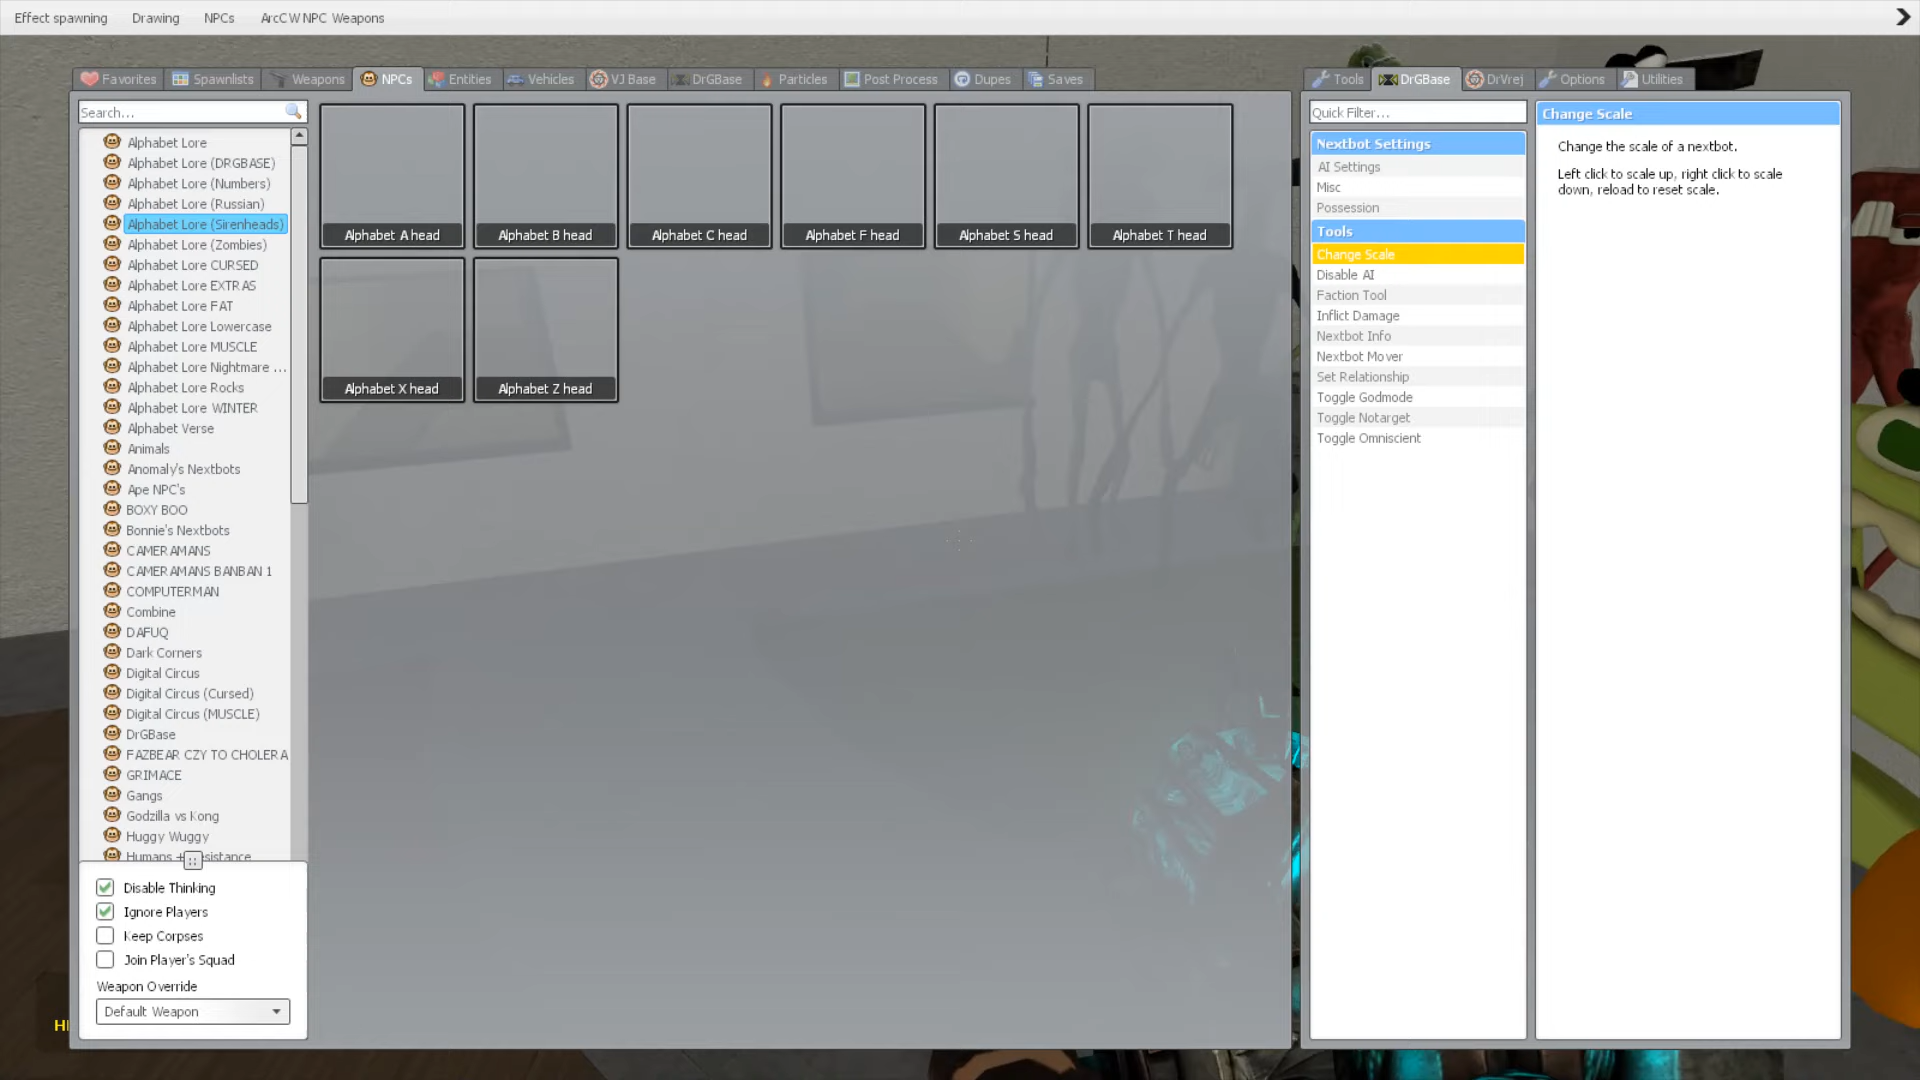 Effect spawning Drawing NPCs ArcCW NPC Weapons
Favorites Spawnlists Weapons NPCs Entities Vehicles VJ Base DrGBase Particles Post Process Dupes Saves
Search...
Alphabet Lore
Alphabet Lore (DRGBASE)
Alphabet Lore (Numbers)
Alphabet Lore (Russian)
Alphabet Lore (Sirenheads)
Alphabet Lore (Zombies)
Alphabet Lore CURSED
Alphabet Lore EXTRAS
Alphabet Lore FAT
Alphabet Lore Lowercase
Alphabet Lore MUSCLE
Alphabet Lore Nightmare ...
Alphabet Lore Rocks
Alphabet Lore WINTER
Alphabet Verse
Animals
Anomaly's Nextbots
Ape NPC's
BOXY BOO
Bonnie's Nextbots
CAMERAMANS
CAMERAMANS BANBAN 1
COMPUTERMAN
Combine
DAFUQ
Dark Corners
Digital Circus
Digital Circus (Cursed)
Digital Circus (MUSCLE)
DrGBase
FAZBEAR CZY TO CHOLERA
GRIMACE
Gangs
Godzilla vs Kong
Huggy Wuggy
Humans +
Disable Thinking
Ignore Players
Keep Corpses
Join Player's Squad
Weapon Override
Default Weapon
Alphabet A head
Alphabet B head
Alphabet C head
Alphabet F head
Alphabet S head
Alphabet T head
Alphabet X head
Alphabet Z head
Tools DrGBase DrVrej Options Utilities
Quick Filter...
Nextbot Settings
AI Settings
Misc
Possession
Tools
Change Scale
Disable AI
Faction Tool
Inflict Damage
Nextbot Info
Nextbot Mover
Set Relationship
Toggle Godmode
Toggle Notarget
Toggle Omniscient
Change Scale
Change the scale of a nextbot.
Left click to scale up, right click to scale
down, reload to reset scale.